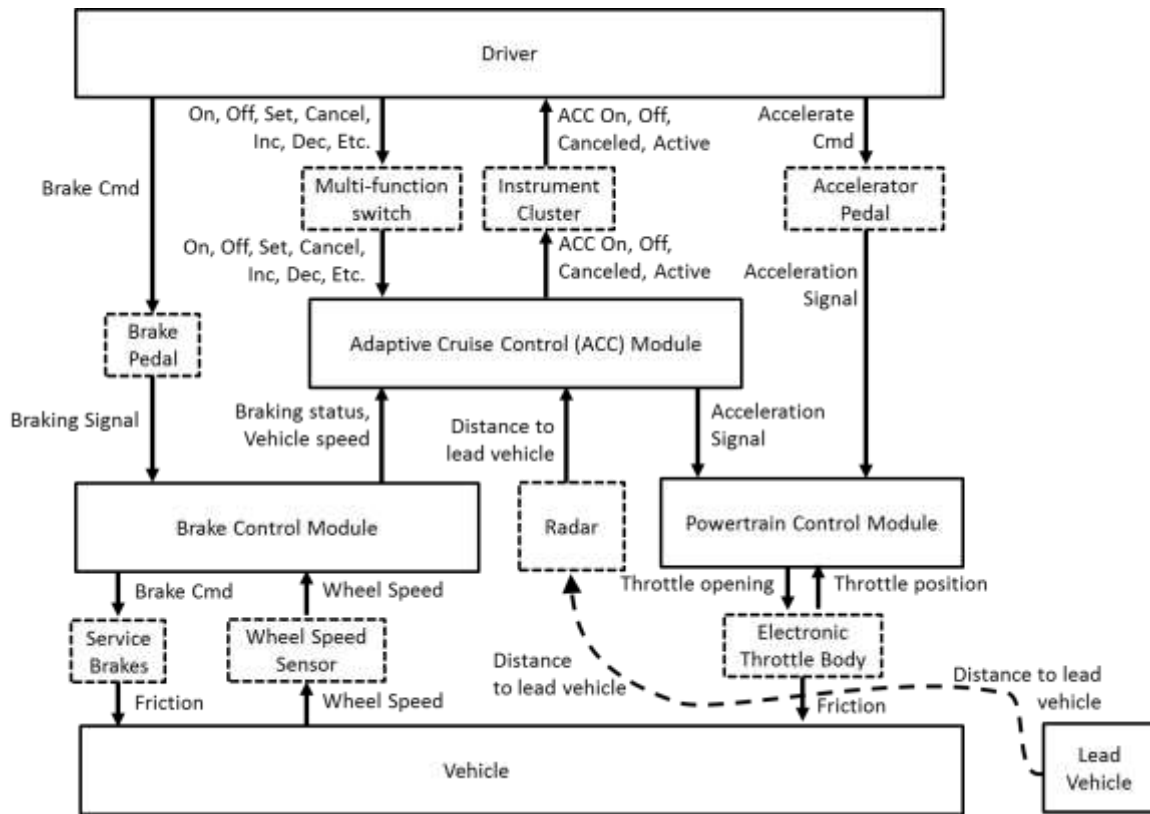 Driver
On, Off, Set, Cancel,
Inc, Dec, Etc.
ACC On, Off,
Canceled, Active
Accelerate
Cmd
Brake Cmd
Multi-function
switch
Instrument
Cluster
Accelerator
Pedal
On, Off, Set, Cancel,
Inc, Dec, Etc.
ACC On, Off,
Canceled, Active
Acceleration
Signal
Brake
Pedal
Adaptive Cruise Control (ACC) Module
Braking Signal
Braking status,
Vehicle speed
Distance to
lead vehicle
Acceleration
Signal
Brake Control Module
Radar
Powertrain Control Module
Brake Cmd
Wheel Speed
Throttle opening
Throttle position
Service
Brakes
Wheel Speed
Sensor
Electronic
Throttle Body
Distance
to lead vehicle
Distance to lead
vehicle
Friction
Wheel Speed
Friction
Vehicle
Lead
Vehicle